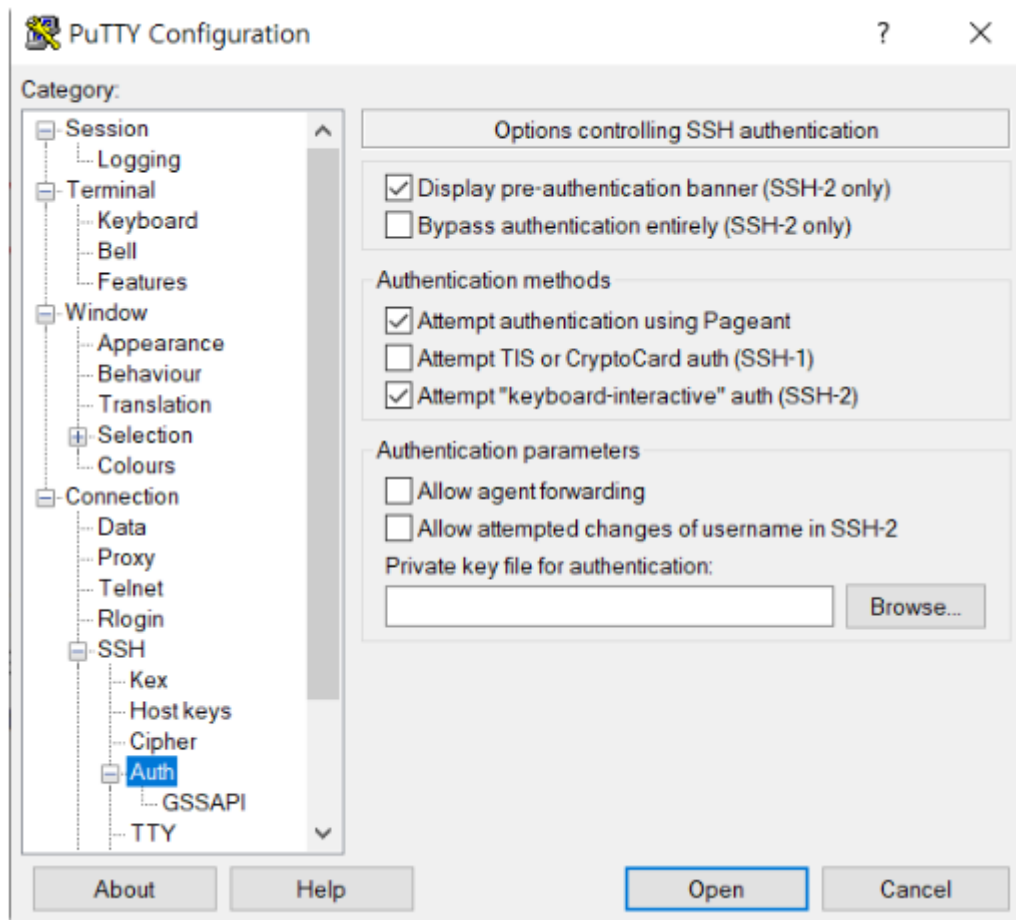 PuTTY Configuration
?
Category:
Session
Logging
Terminal
Keyboard
Bell
Features
Window
Appearance
Behaviour
Translation
Selection
Colours
Connection
Data
Proxy
Telnet
Rlogin
SSH
Kex
Host keys
Cipher
Auth
GSSAPI
TTY
Options controlling SSH authentication
Display pre-authentication banner (SSH-2 only)
Bypass authentication entirely (SSH-2 only)
Authentication methods
Attempt authentication using Pageant
Attempt TIS or CryptoCard auth (SSH-1)
Attempt "keyboard-interactive" auth (SSH-2)
Authentication parameters
Allow agent forwarding
Allow attempted changes of username in SSH-2
Private key file for authentication:
Browse...
About
Help
Open
Cancel